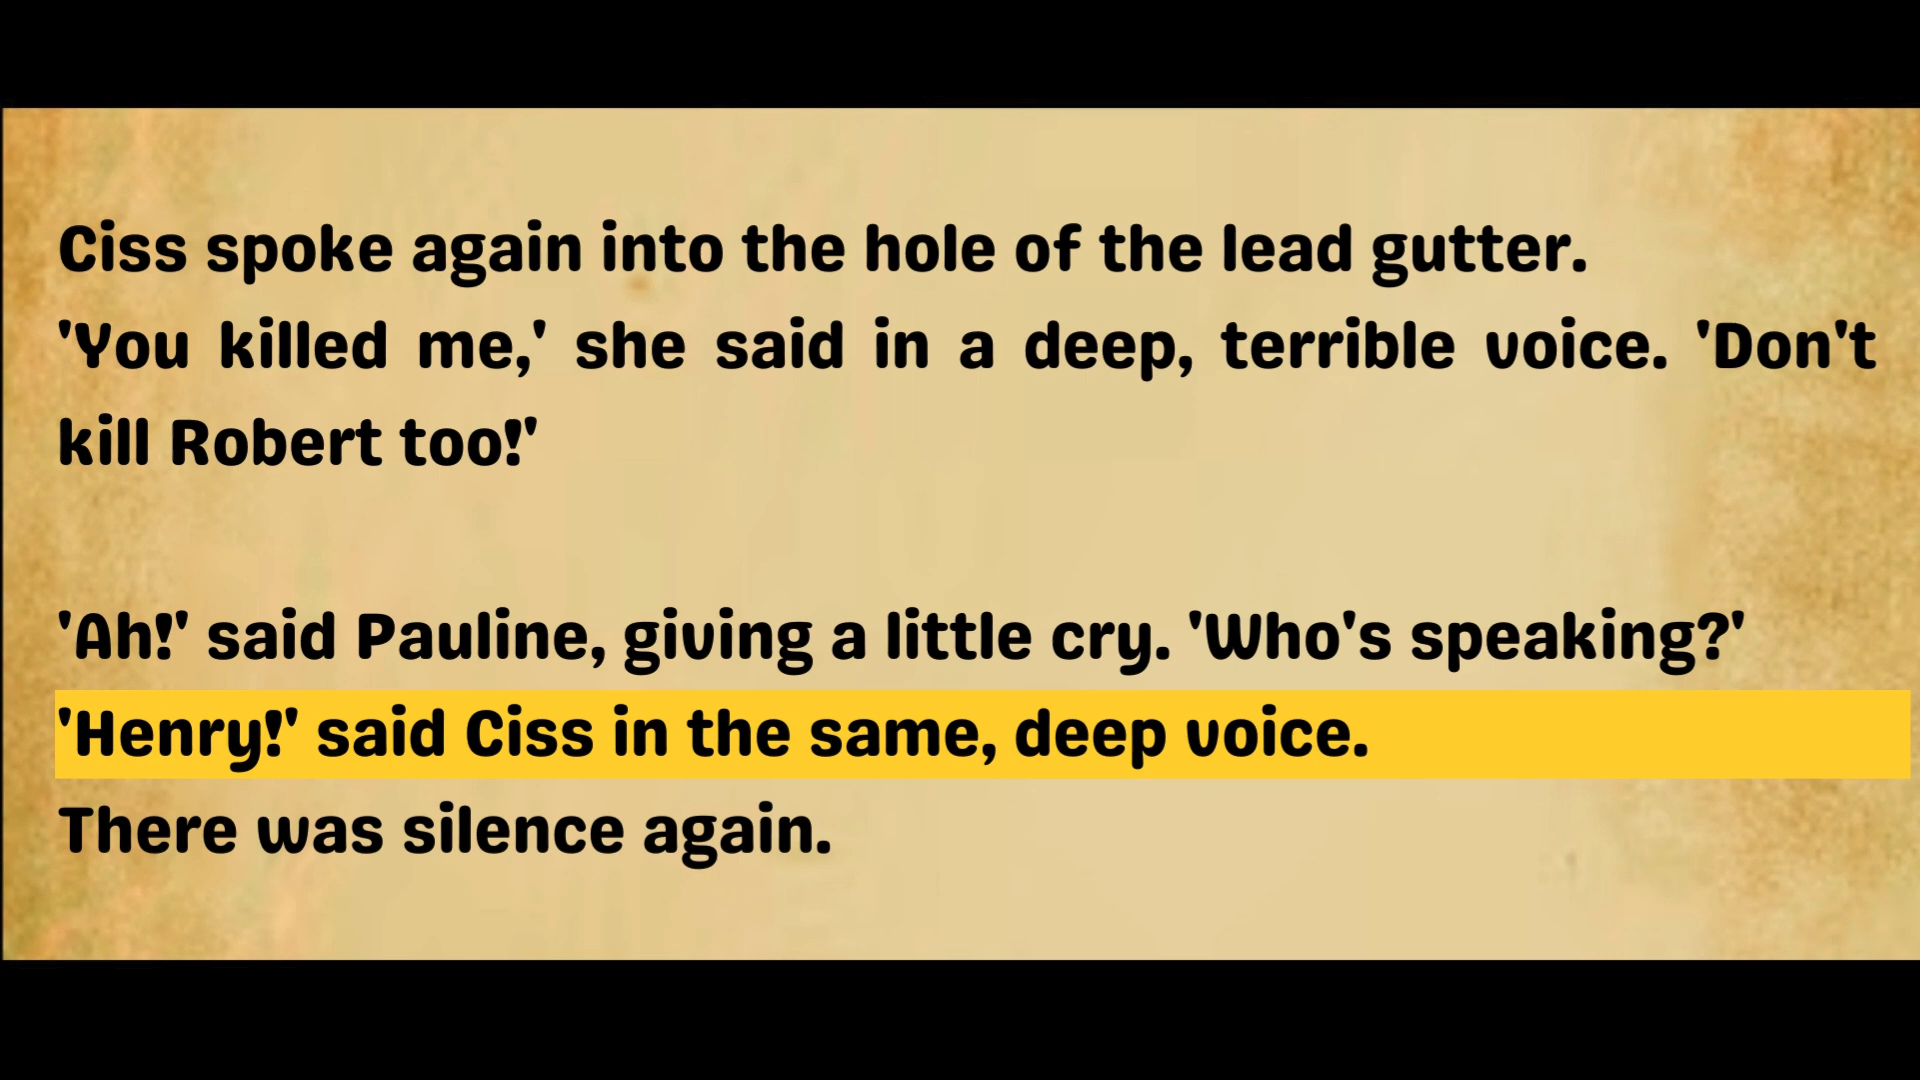 Ciss spoke again into the hole of the lead gutter.
'You killed me,' she said in a deep, terrible voice. 'Don't
kill Robert too!'
'Ah!' said Pauline, giving a little cry. 'Who's speaking?'
'Henry!' said Ciss in the same, deep voice.
There was silence again.